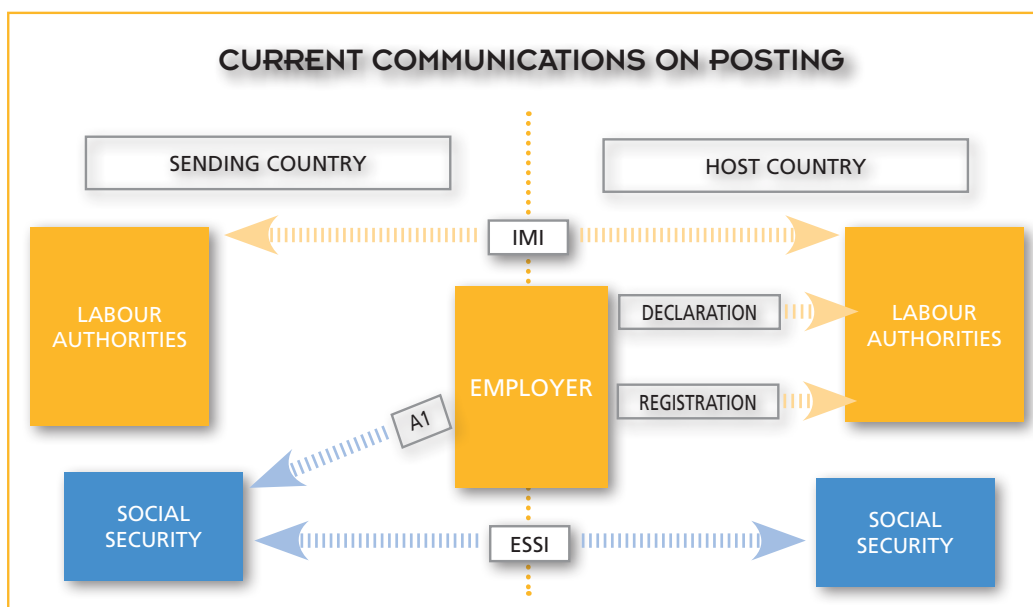 CURRENT COMMUNICATIONS ON POSTING
SENDING COUNTRY
HOST COUNTRY
IMI
LABOUR
AUTHORITIES
DECLARATION
LABOUR
AUTHORITIES
EMPLOYER
REGISTRATION
A1
SOCIAL
SECURITY
ESSI
SOCIAL
SECURITY